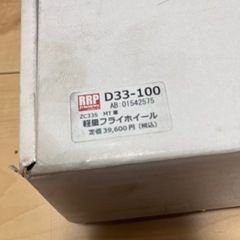 RRP D33-100
AB 01542575
ZC33S MT車
軽量フライホイール
定価39,600円(税込)